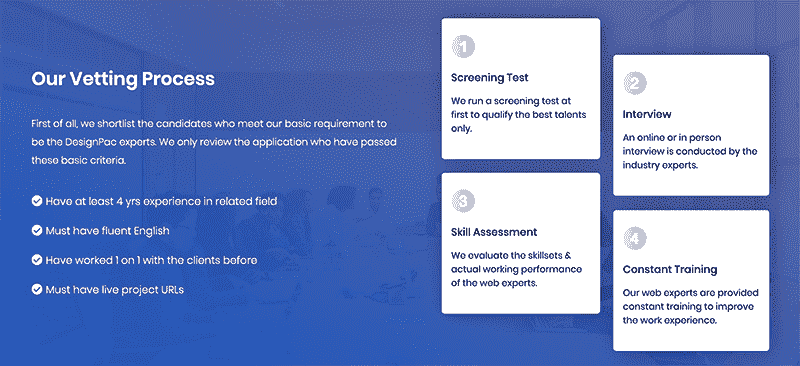 Our Vetting Process
First of all, we shortlist the candidates who meet our basic requirement to
be the DesignPac experts. We only review the application who have passed
these basic criteria.
Have at least 4 yrs experience in related field
Must have fluent English
Have worked 1 on 1 with the clients before
Must have live project URLs
1
Screening Test
We run a screening test at
first to qualify the best talents
only.
2
Interview
An online or in person
interview is conducted by the
industry experts.
3
Skill Assessment
We evaluate the skillsets &
actual working performance
of the web experts.
4
Constant Training
Our web experts are provided
constant training to improve
the work experience.